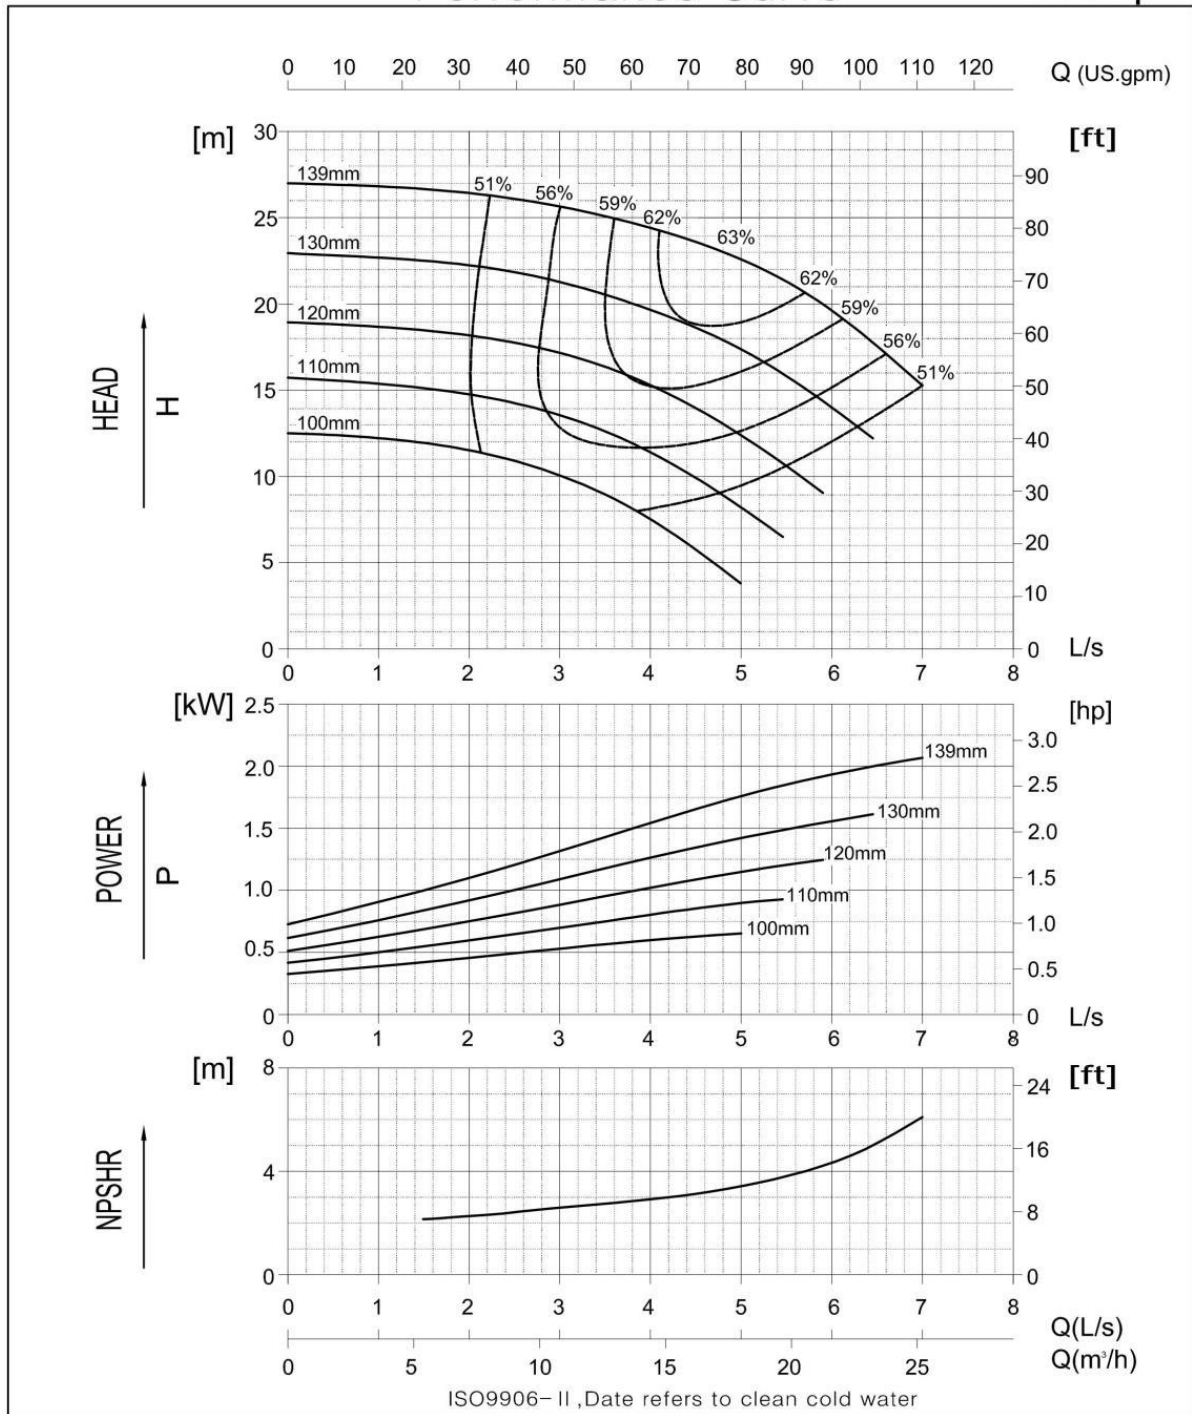 0 10 20 30 40 50 60 70 80 90 100 110 120 Q (US.gpm)
[m] 30 [ft]
139mm 51% 56% 59% 62% 63% 62% 59% 56% 51%
130mm
120mm
110mm
100mm
25
20
15
10
5
0
90
80
70
60
50
40
30
20
10
0
HEAD
H
0 1 2 3 4 5 6 7 8 L/s
[kW] 2.5 [hp]
2.0
1.5
1.0
0.5
0
3.0
2.5
2.0
1.5
1.0
0.5
0
139mm
130mm
120mm
110mm
100mm
POWER
P
0 1 2 3 4 5 6 7 8 L/s
[m] 8 [ft]
4
0
24
16
8
0
NPSHR
0 1 2 3 4 5 6 7 8 Q(L/s)
0 5 10 15 20 25 Q(m³/h)
ISO9906-II,Date refers to clean cold water